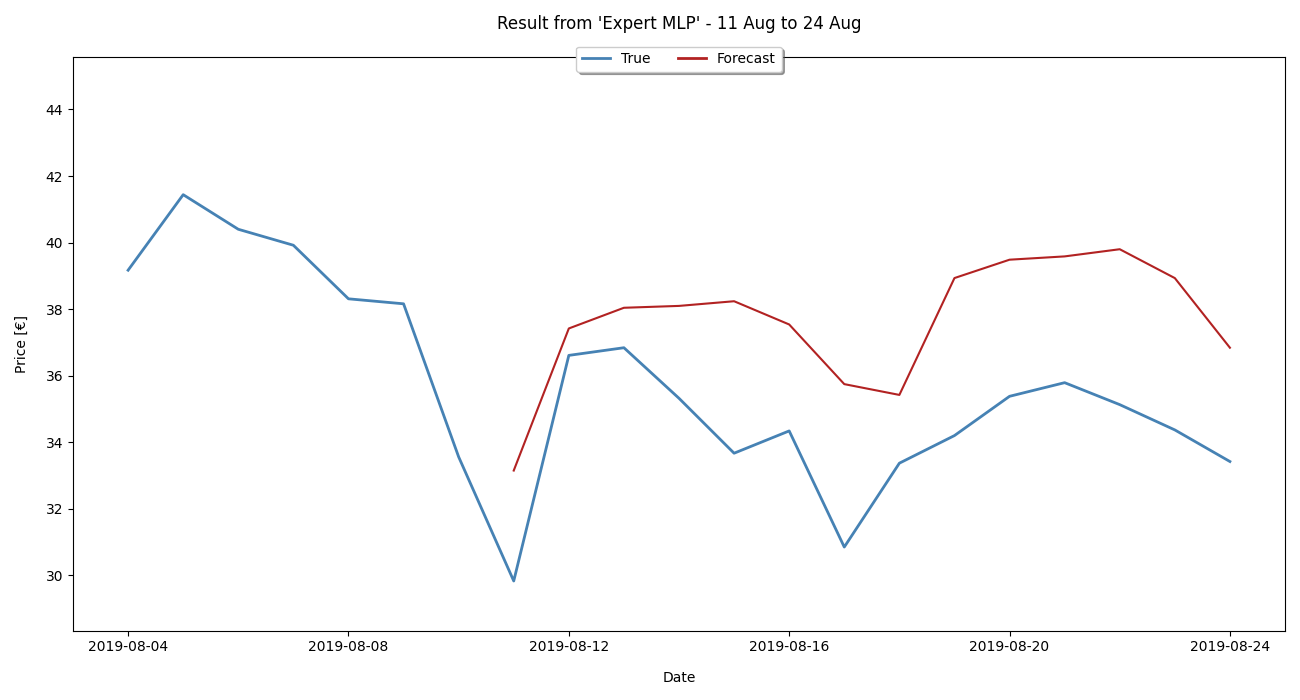 Result from 'Expert MLP' - 11 Aug to 24 Aug
True
Forecast
44
42
40
38
36
34
32
30
Price [€]
2019-08-04
2019-08-08
2019-08-12
2019-08-16
2019-08-20
2019-08-24
Date